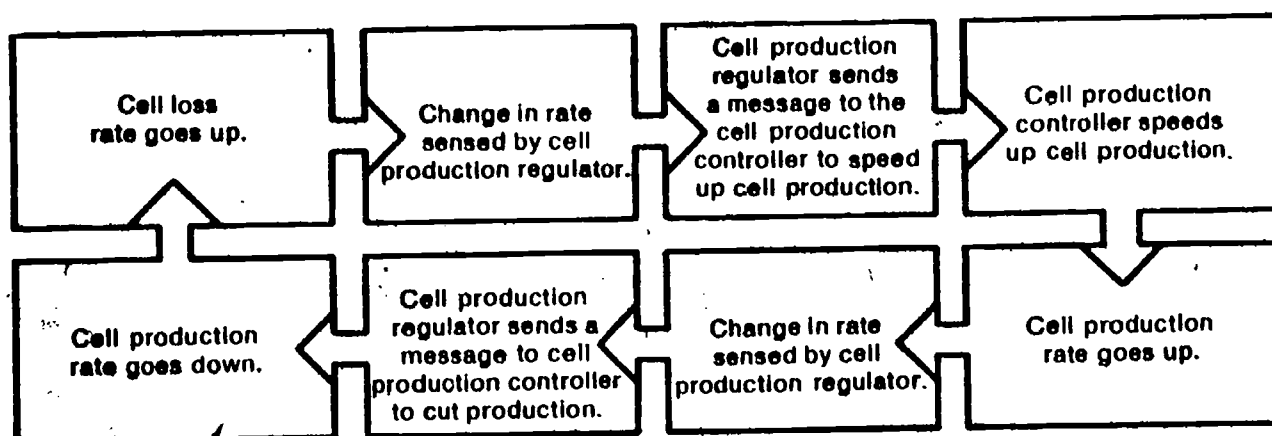 Cell loss
rate goes up.
Change in rate
sensed by cell
production regulator.
Cell production
regulator sends
a message to the
cell production
controller to speed
up cell production.
Cell production
controller speeds
up cell production.
Cell production
rate goes up.
Change in rate
sensed by cell
production regulator.
Cell production
regulator sends a
message to cell
production controller
to cut production.
Cell production
rate goes down.